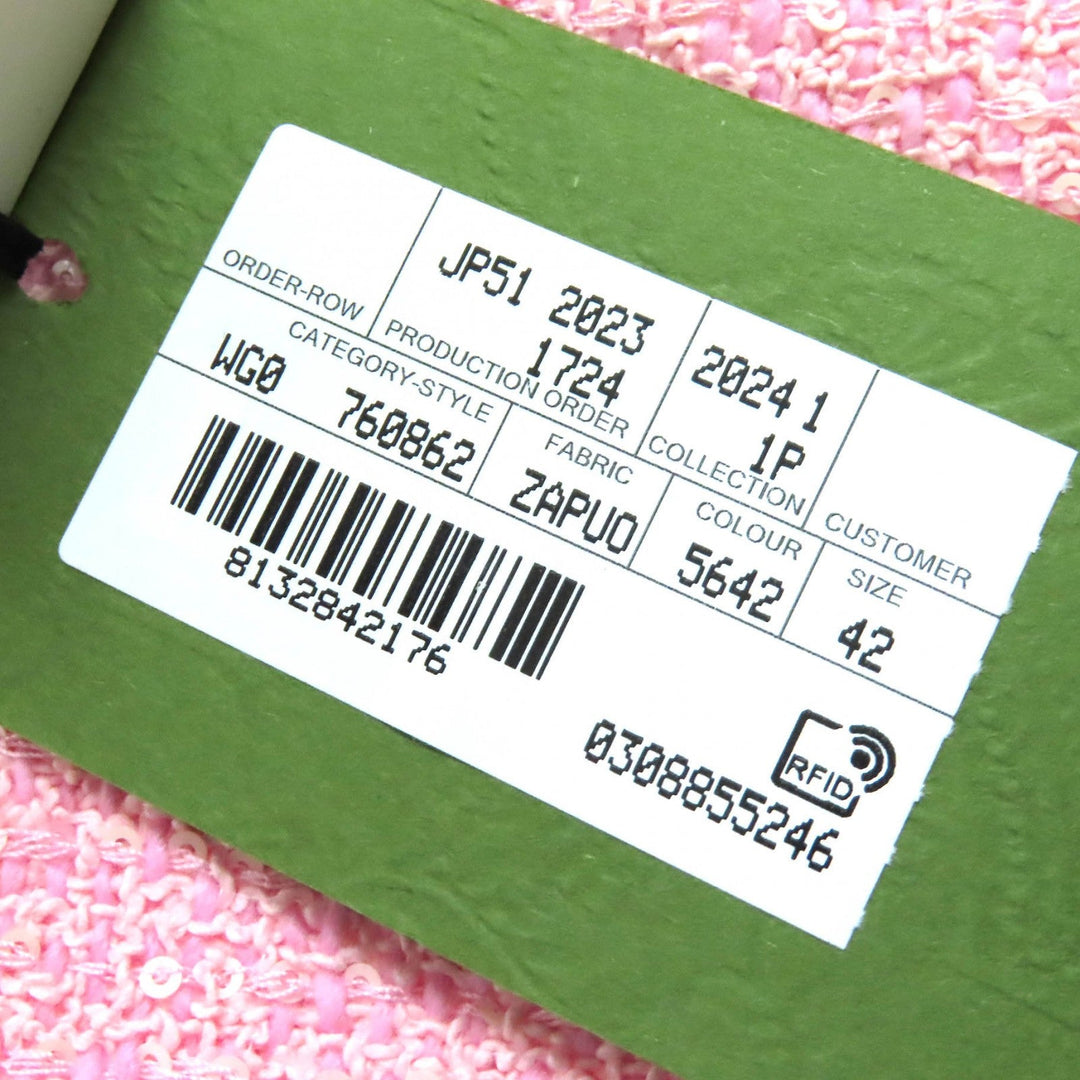 ORDER-ROW
JP51 2023
1724
PRODUCTION ORDER
2024 1
1P
COLLECTION
CUSTOMER
CATEGORY-STYLE
WG0 760862
FABRIC
ZAPUO
COLOUR
5642
SIZE
42
8132842176
RFID
0308855246